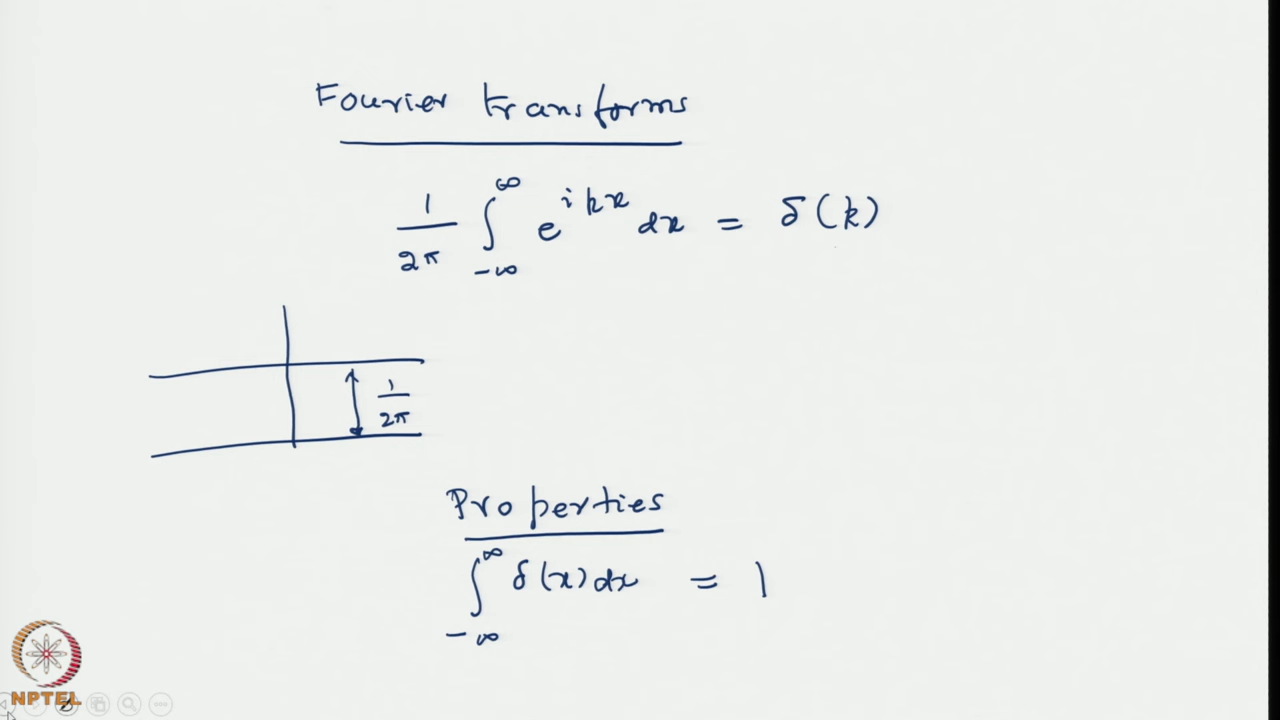 Fourier transforms
1/2π ∫_{-∞}^{∞} e^{ikx} dx = δ(k)
1/2π
Properties
∫_{-∞}^{∞} δ(x) dx = 1
NPTEL